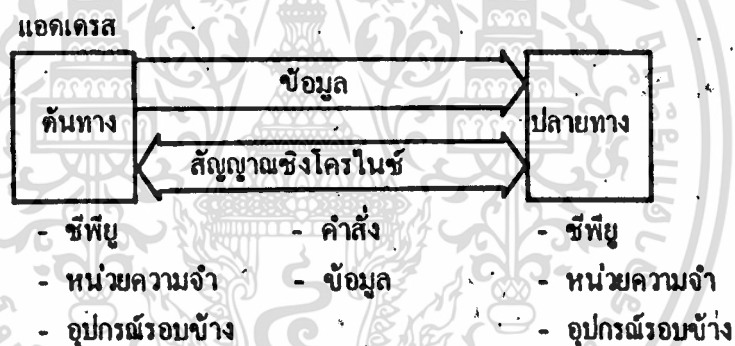 แอดเดรส
ข้อมูล
ต้นทาง
ปลายทาง
สัญญาณซิงโครไนซ์
- ซีพียู - คำสั่ง - ซีพียู
- หน่วยความจำ - ข้อมูล - หน่วยความจำ
- อุปกรณ์รอบข้าง - อุปกรณ์รอบข้าง